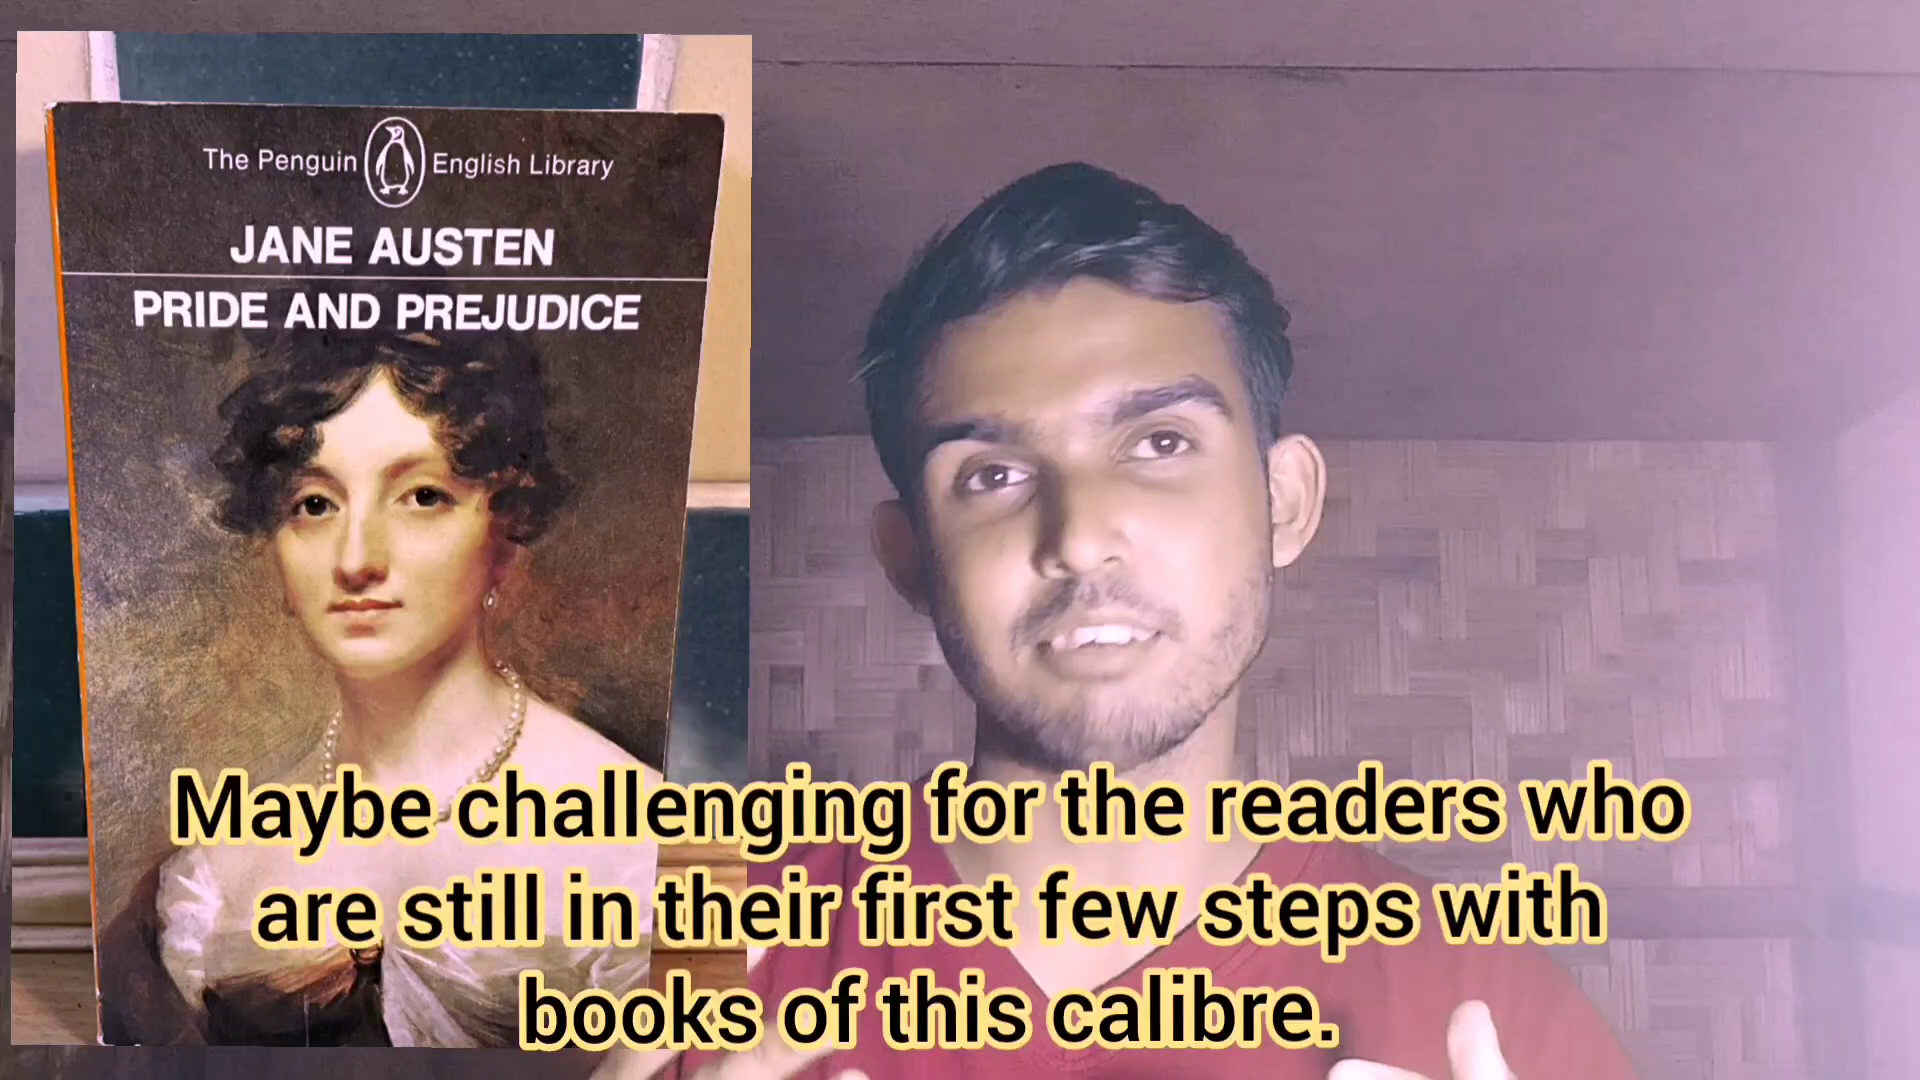 The Penguin English Library
JANE AUSTEN
PRIDE AND PREJUDICE
Maybe challenging for the readers who
are still in their first few steps with
books of this calibre.